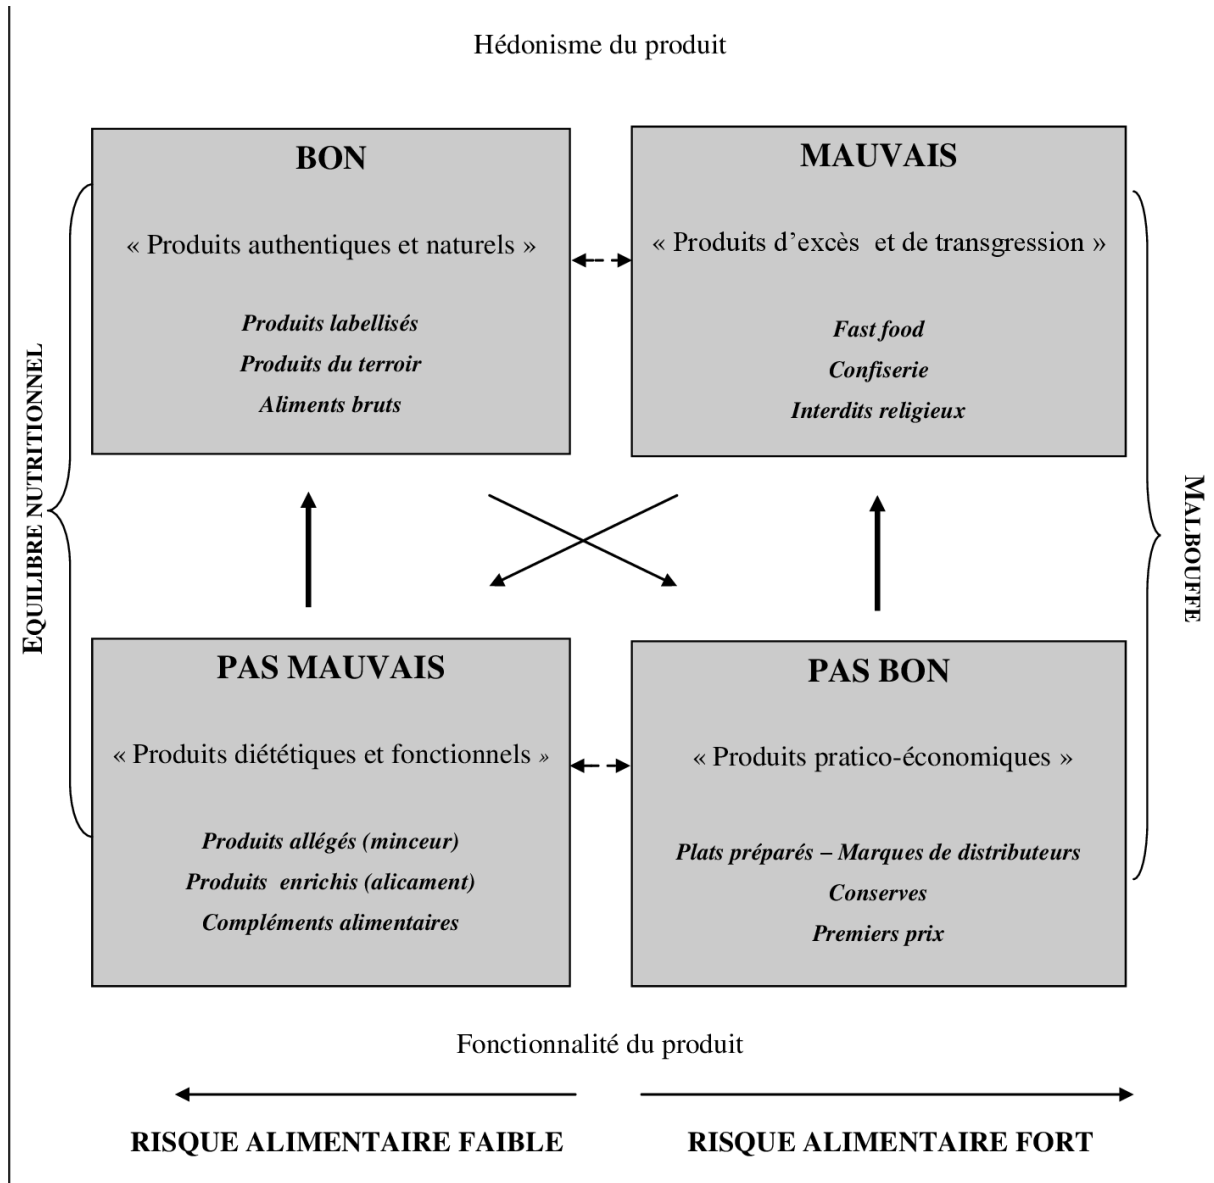 Hédonisme du produit
BON
« Produits authentiques et naturels »
Produits labellisés
Produits du terroir
Aliments bruts
MAUVAIS
« Produits d’excès et de transgression »
Fast food
Confiserie
Interdits religieux
EQUILIBRE NUTRITIONNEL
MALBOUFFE
PAS MAUVAIS
« Produits diététiques et fonctionnels »
Produits allégés (minceur)
Produits enrichis (alicament)
Compléments alimentaires
PAS BON
« Produits pratico-économiques »
Plats préparés – Marques de distributeurs
Conserves
Premiers prix
Fonctionnalité du produit
RISQUE ALIMENTAIRE FAIBLE
RISQUE ALIMENTAIRE FORT